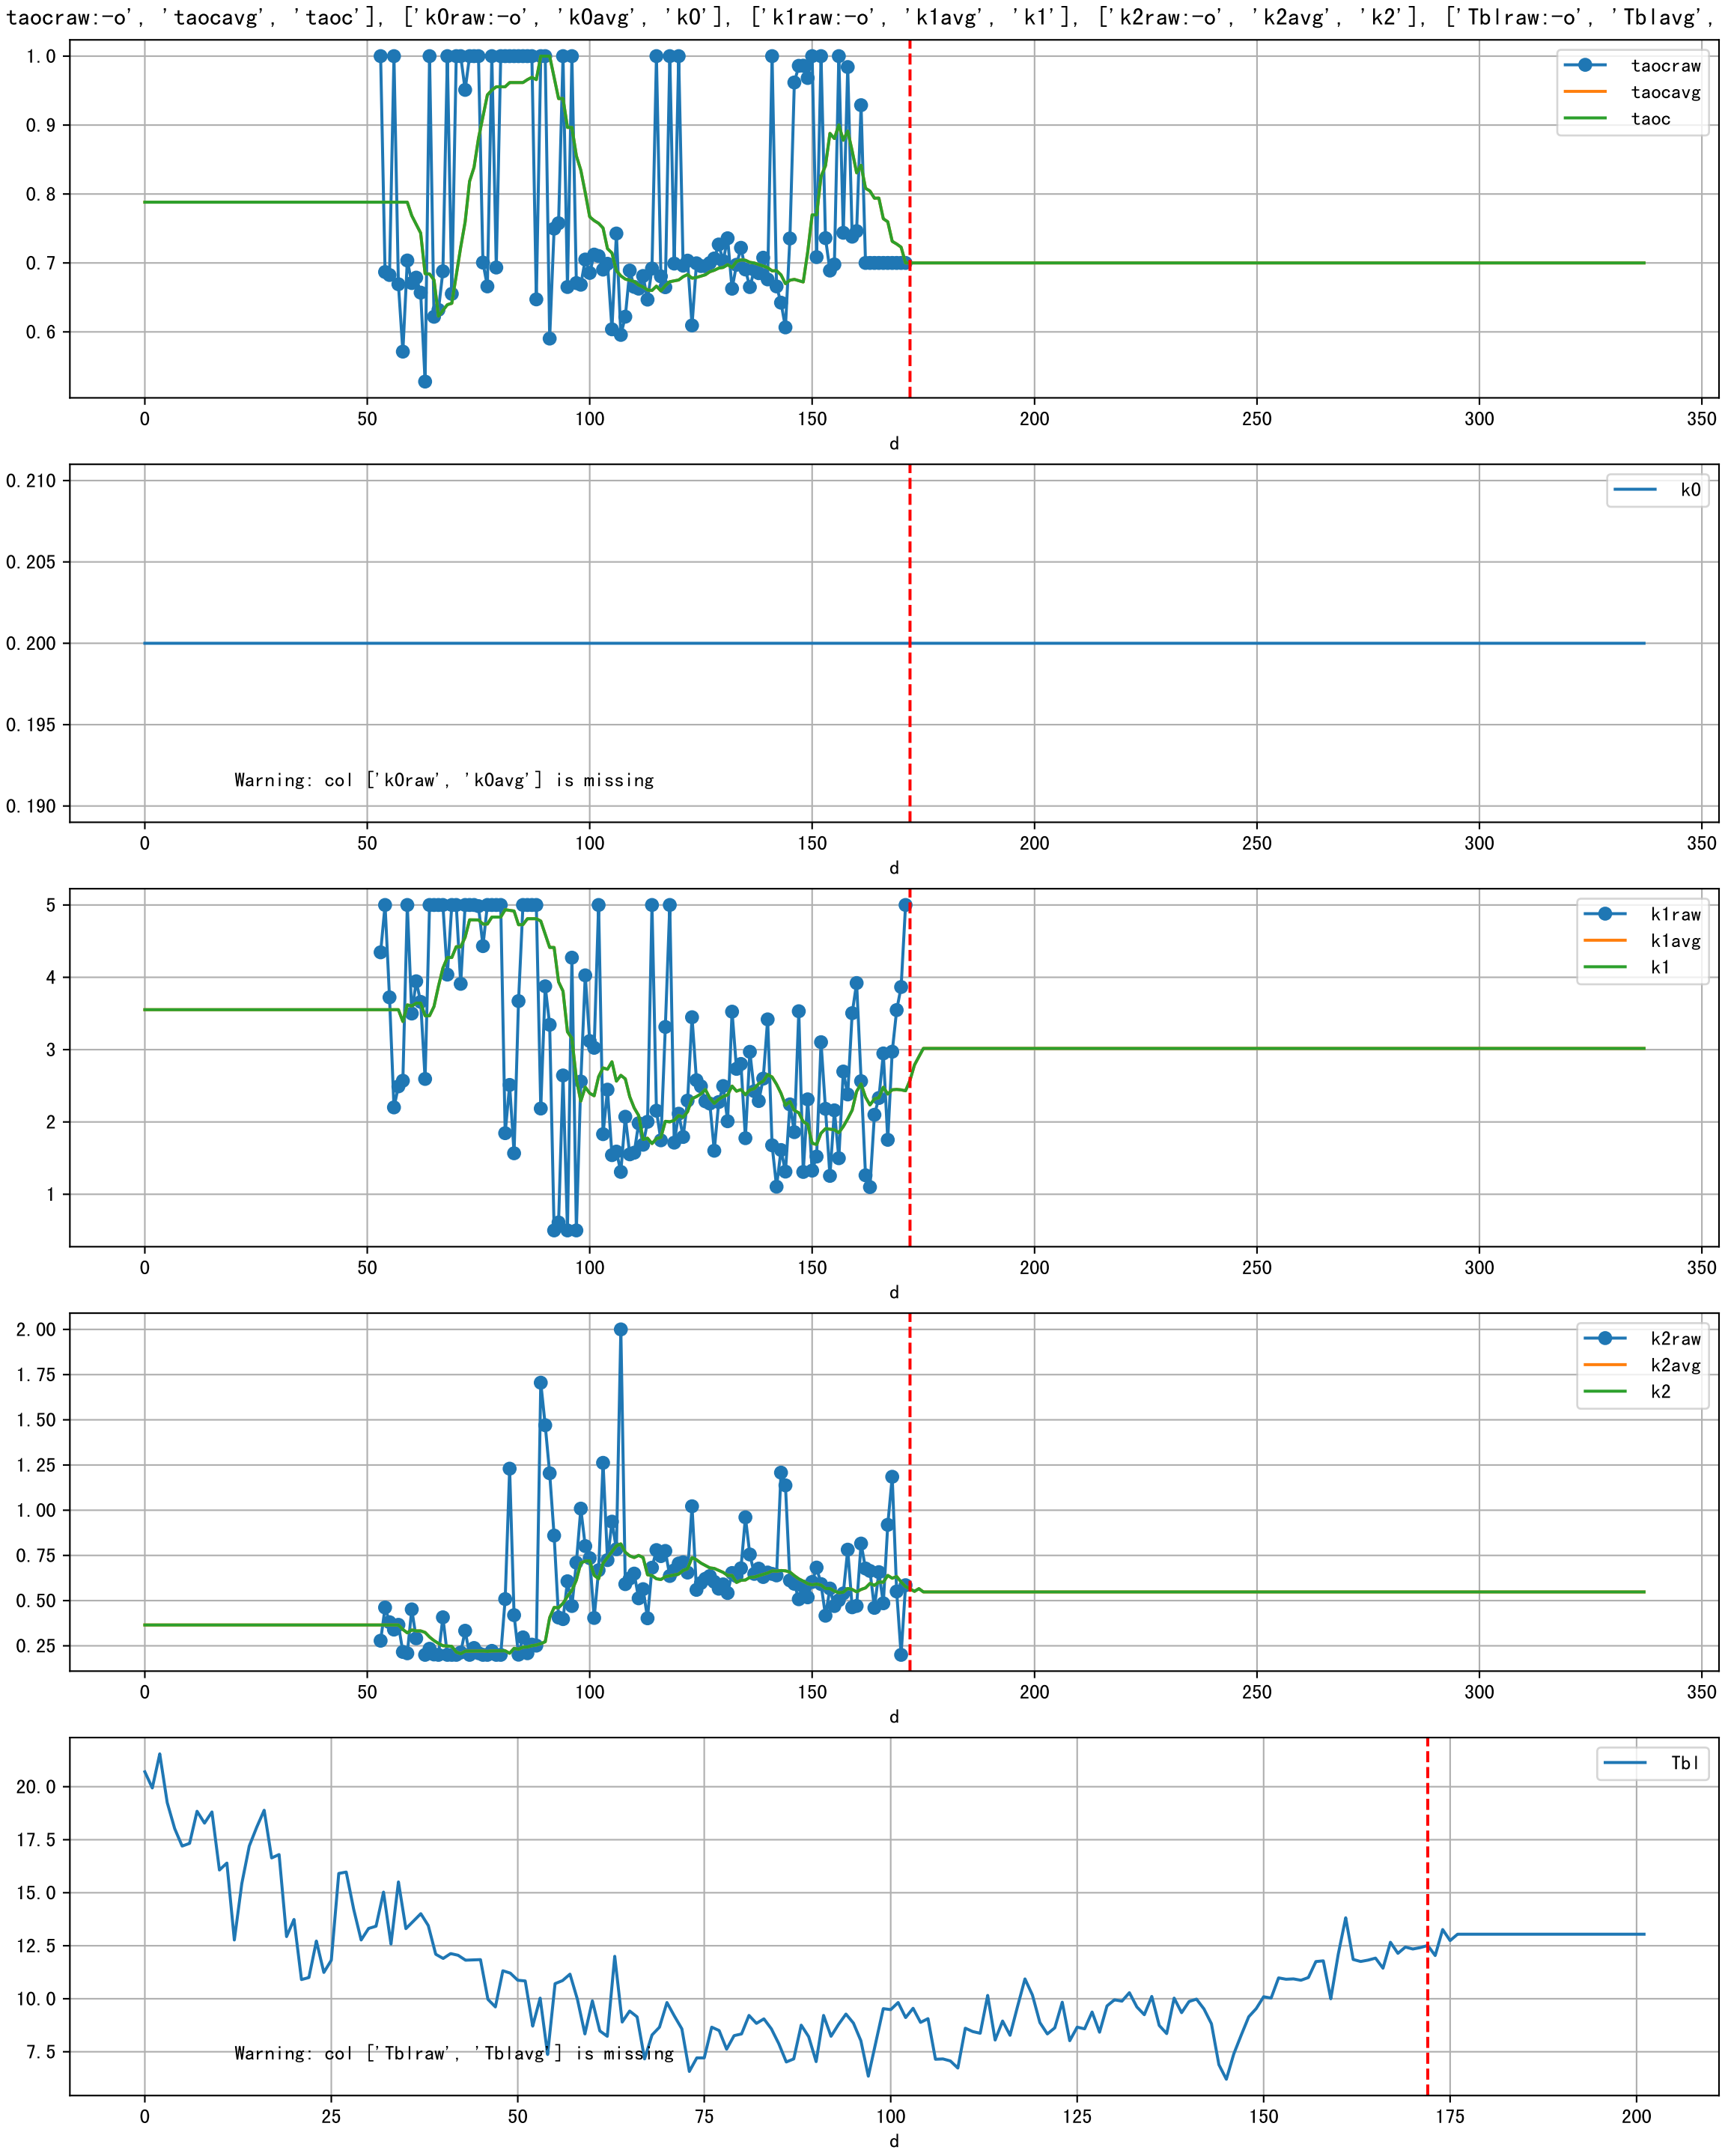 taocraw:-o', 'taocavg', 'taoc'], ['k0raw:-o', 'k0avg', 'k0'], ['k1raw:-o', 'k1avg', 'k1'], ['k2raw:-o', 'k2avg', 'k2'], ['Tblraw:-o', 'Tblavg',
1.0
0.9
0.8
0.7
0.6
taocraw
taocavg
taoc
0 50 100 150 200 250 300 350
d
0.210
0.205
0.200
0.195
0.190
k0
Warning: col ['k0raw', 'k0avg'] is missing
0 50 100 150 200 250 300 350
d
5
4
3
2
1
k1raw
k1avg
k1
0 50 100 150 200 250 300 350
d
2.00
1.75
1.50
1.25
1.00
0.75
0.50
0.25
k2raw
k2avg
k2
0 50 100 150 200 250 300 350
d
20.0
17.5
15.0
12.5
10.0
7.5
Tbl
Warning: col ['Tblraw', 'Tblavg'] is missing
0 25 50 75 100 125 150 175 200
d